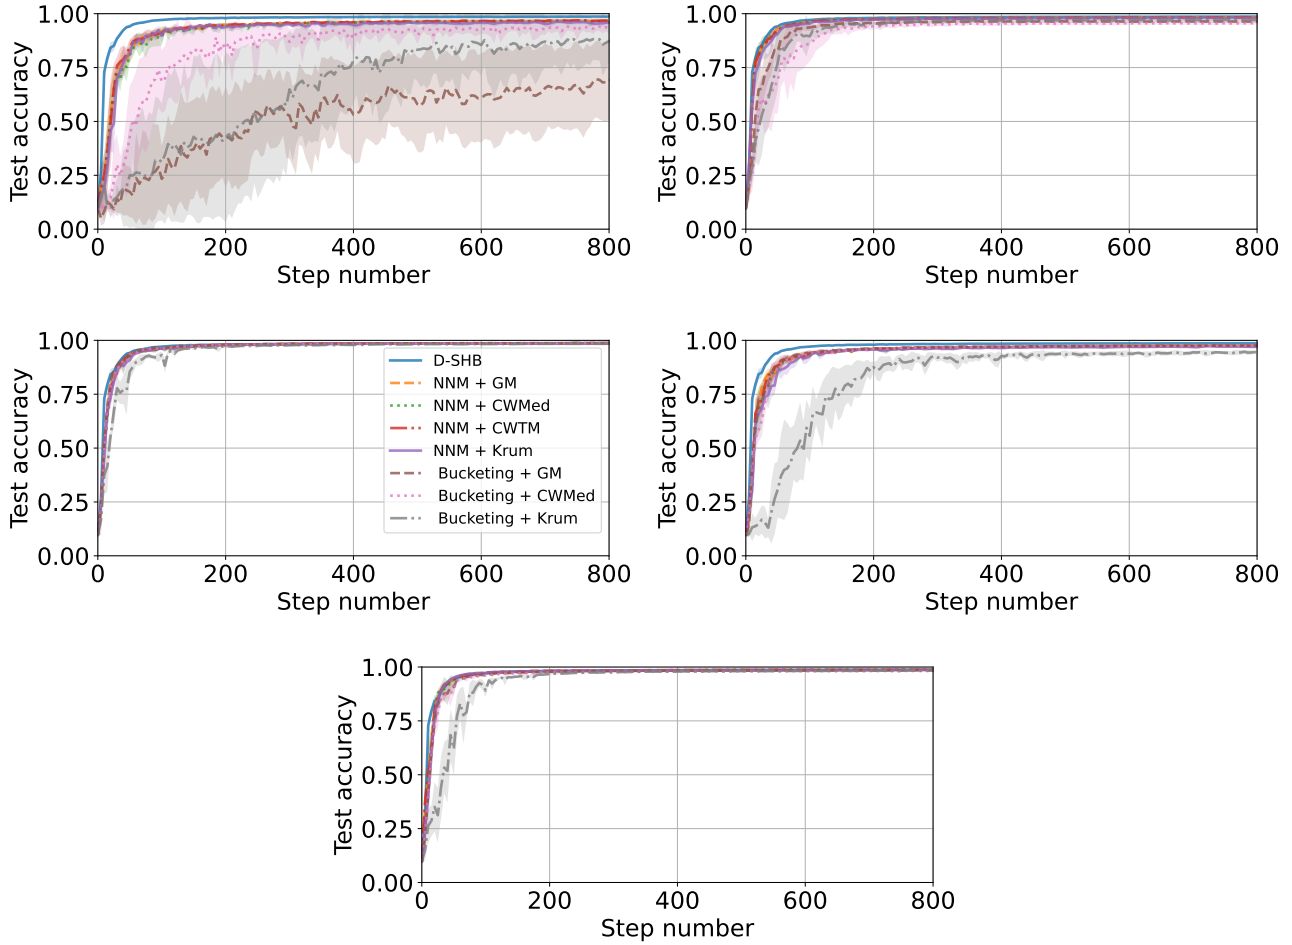 1.00
0.75
0.50
0.25
0.00
Test accuracy
0 200 400 600 800
Step number
1.00
0.75
0.50
0.25
0.00
Test accuracy
0 200 400 600 800
Step number
1.00
0.75
0.50
0.25
0.00
Test accuracy
D-SHB
NNM + GM
NNM + CWMed
NNM + CWTM
NNM + Krum
Bucketing + GM
Bucketing + CWMed
Bucketing + Krum
0 200 400 600 800
Step number
1.00
0.75
0.50
0.25
0.00
Test accuracy
0 200 400 600 800
Step number
1.00
0.75
0.50
0.25
0.00
Test accuracy
0 200 400 600 800
Step number